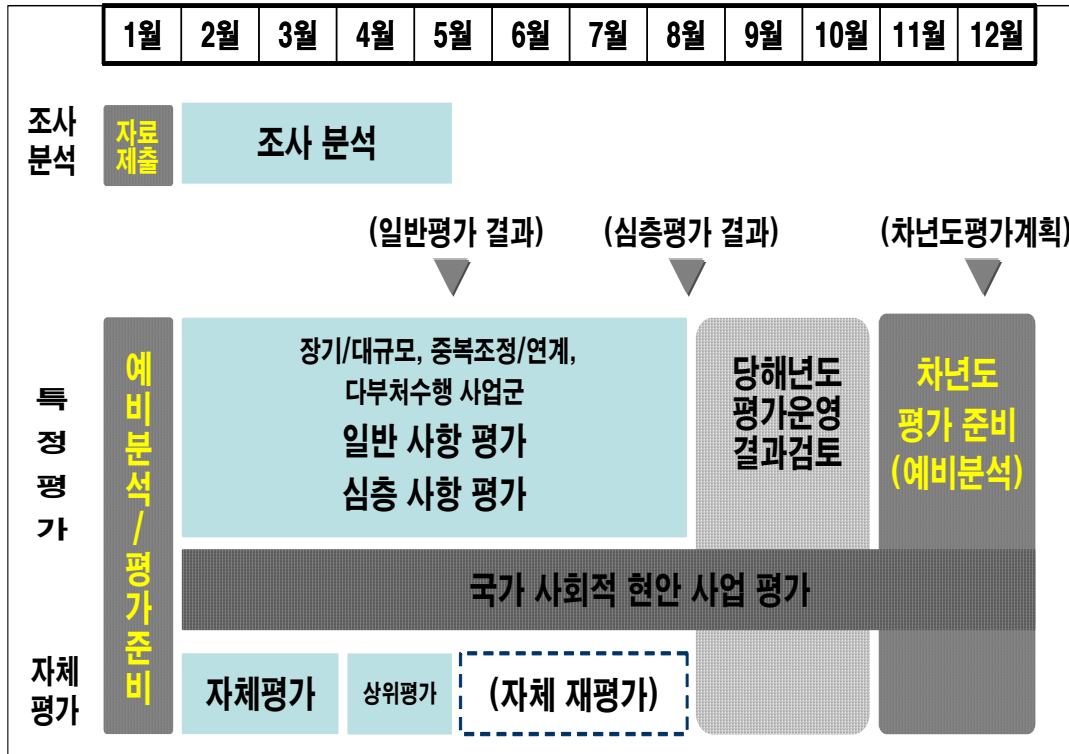 1월 2월 3월 4월 5월 6월 7월 8월 9월 10월 11월 12월
조사
분석
자료
제출
조사 분석
(일반평가 결과) (심층평가 결과) (차년도평가계획)
특
정
평
가
예
비
분
석
/
평
가
준
비
장기/대규모, 중복조정/연계,
다부처수행 사업군
일반 사항 평가
심층 사항 평가
당해년도
평가운영
결과검토
차년도
평가 준비
(예비분석)
국가 사회적 현안 사업 평가
자체
평가
자체평가
상위평가
(자체 재평가)